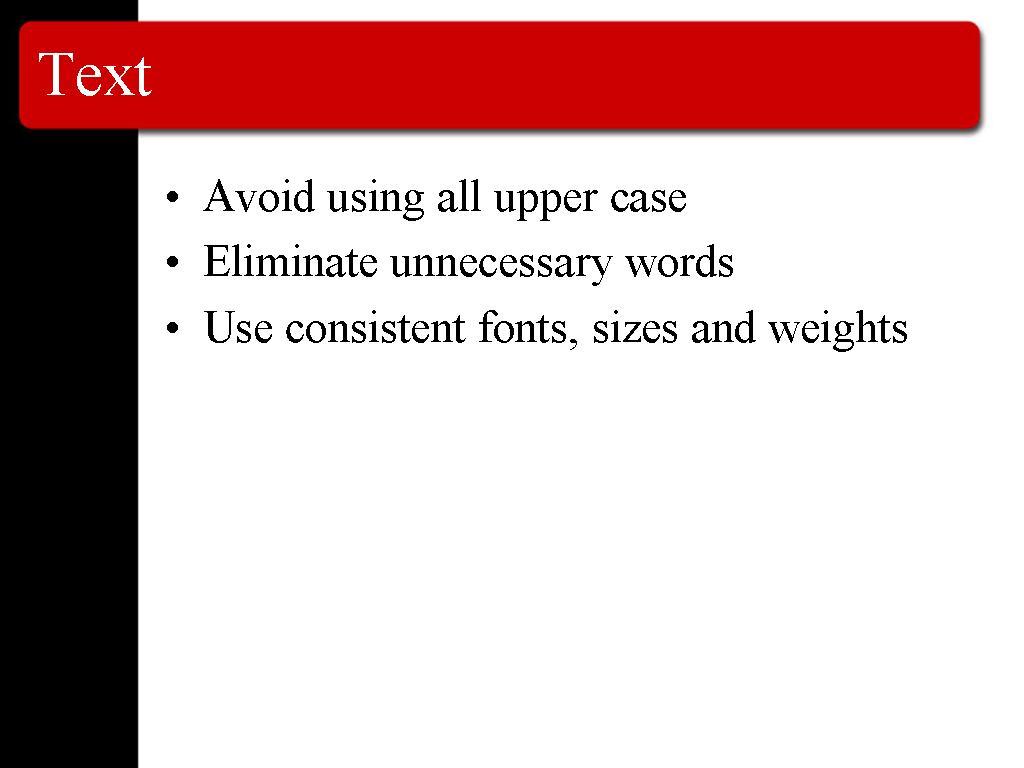 Text
• Avoid using all upper case
• Eliminate unnecessary words
• Use consistent fonts, sizes and weights